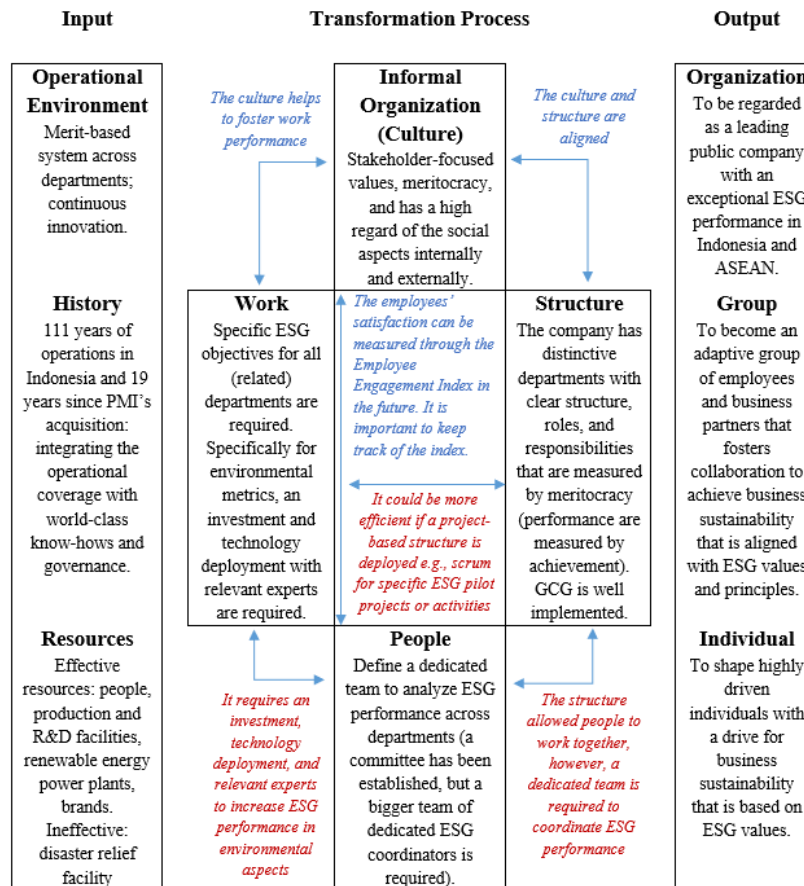 Input
Transformation Process
Output
Operational
Environment
Merit-based
system across
departments;
continuous
innovation.
History
111 years of
operations in
Indonesia and 19
years since PMI's
acquisition:
integrating the
operational
coverage with
world-class
know-hows and
governance.
Resources
Effective
resources: people,
production and
R&D facilities,
renewable energy
power plants,
brands.
Ineffective:
disaster relief
facility
The culture helps
to foster work
performance
Informal
Organization
(Culture)
Stakeholder-focused
values, meritocracy,
and has a high
regard of the social
aspects internally
and externally.
The culture and
structure are
aligned
Work
Specific ESG
objectives for all
(related)
departments are
required.
Specifically for
environmental
metrics, an
investment and
technology
deployment with
relevant experts
are required.
The employees'
satisfaction can be
measured through the
Employee
Engagement Index in
the future. It is
important to keep
track of the index.
It could be more
efficient if a project-
based structure is
deployed e.g., scrum
for specific ESG pilot
projects or activities
Structure
The company has
distinctive
departments with
clear structure,
roles, and
responsibilities
that are measured
by meritocracy
(performance are
measured by
achievement).
GCG is well
implemented.
It requires an
investment,
technology
deployment, and
relevant experts
to increase ESG
performance in
environmental
aspects
People
Define a dedicated
team to analyze ESG
performance across
departments (a
committee has been
established, but a
bigger team of
dedicated ESG
coordinators is
required).
The structure
allowed people to
work together,
however, a
dedicated team is
required to
coordinate ESG
performance
Organization
To be regarded
as a leading
public company
with an
exceptional ESG
performance in
Indonesia and
ASEAN.
Group
To become an
adaptive group
of employees
and business
partners that
fosters
collaboration to
achieve business
sustainability
that is aligned
with ESG values
and principles.
Individual
To shape highly
driven
individuals with
a drive for
business
sustainability
that is based on
ESG values.